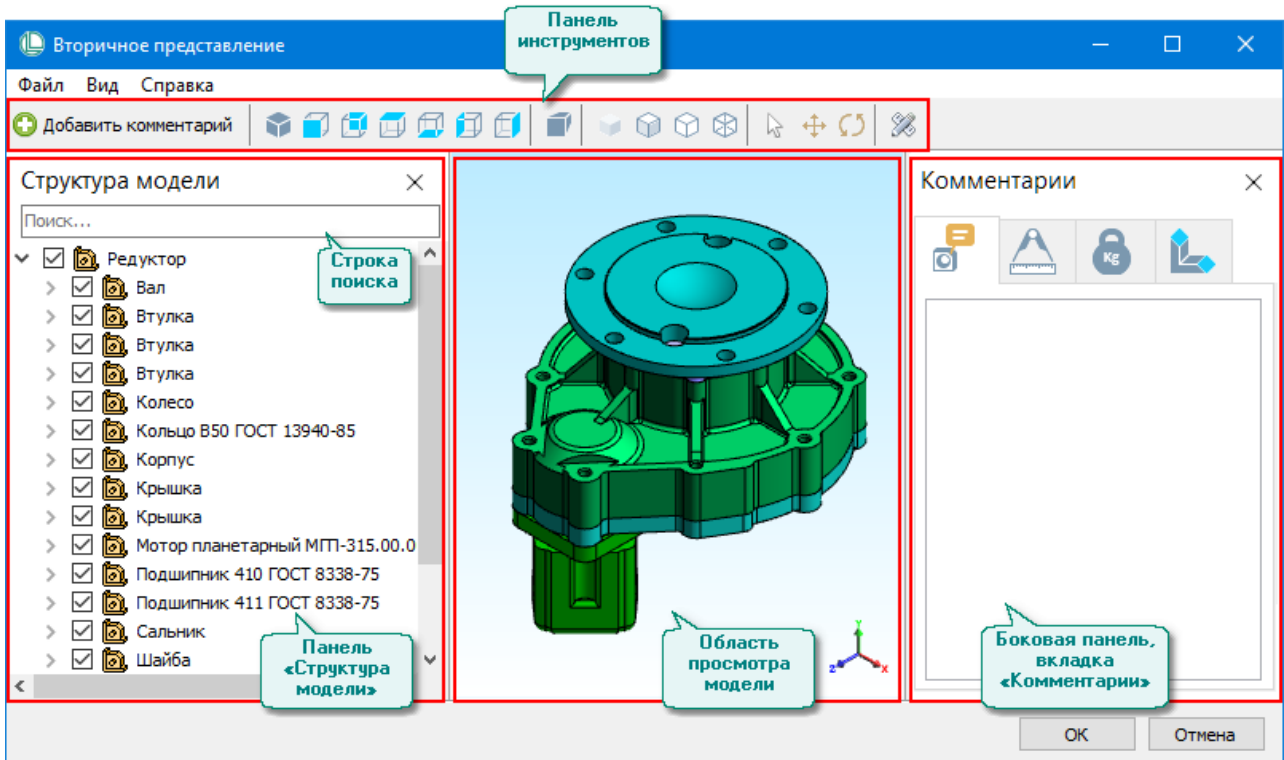 Панель
инструментов
Вторичное представление
Файл Вид Справка
Добавить комментарий
Структура модели
Поиск...
Строка
поиска
Редуктор
Вал
Втулка
Втулка
Втулка
Колесо
Кольцо В50 ГОСТ 13940-85
Корпус
Крышка
Крышка
Мотор планетарный МГП-315.00.0
Подшипник 410 ГОСТ 8338-75
Подшипник 411 ГОСТ 8338-75
Сальник
Шайба
Панель
«Структура
модели»
Область
просмотра
модели
Y
Z
X
Комментарии
Kg
Боковая панель,
вкладка
«Комментарии»
ОК Отмена